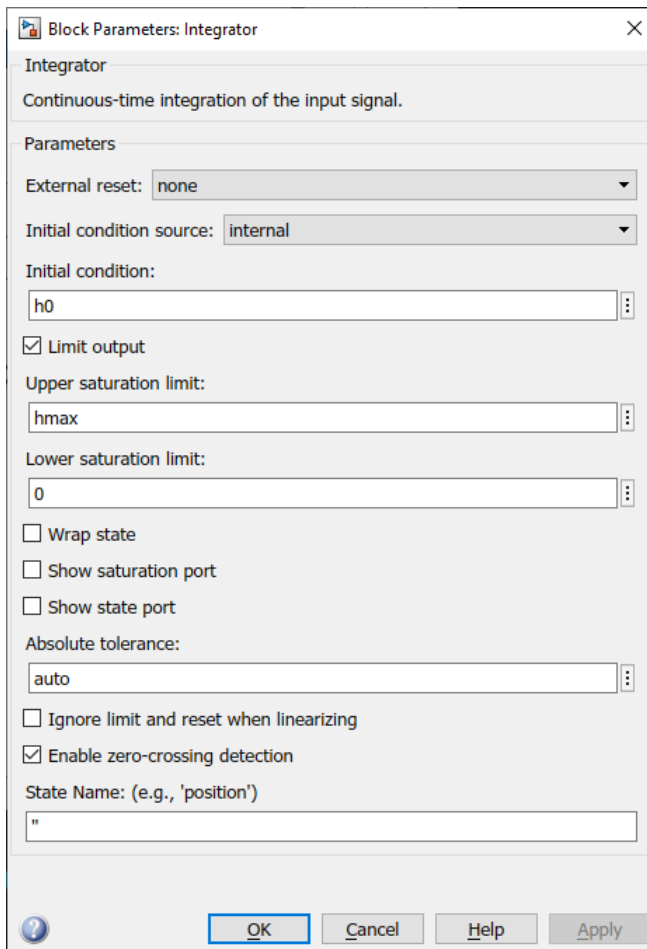 Block Parameters: Integrator
Integrator
Continuous-time integration of the input signal.
Parameters
External reset: none
Initial condition source: internal
Initial condition:
h0
Limit output
Upper saturation limit:
hmax
Lower saturation limit:
0
Wrap state
Show saturation port
Show state port
Absolute tolerance:
auto
Ignore limit and reset when linearizing
Enable zero-crossing detection
State Name: (e.g., 'position')
''
OK Cancel Help Apply